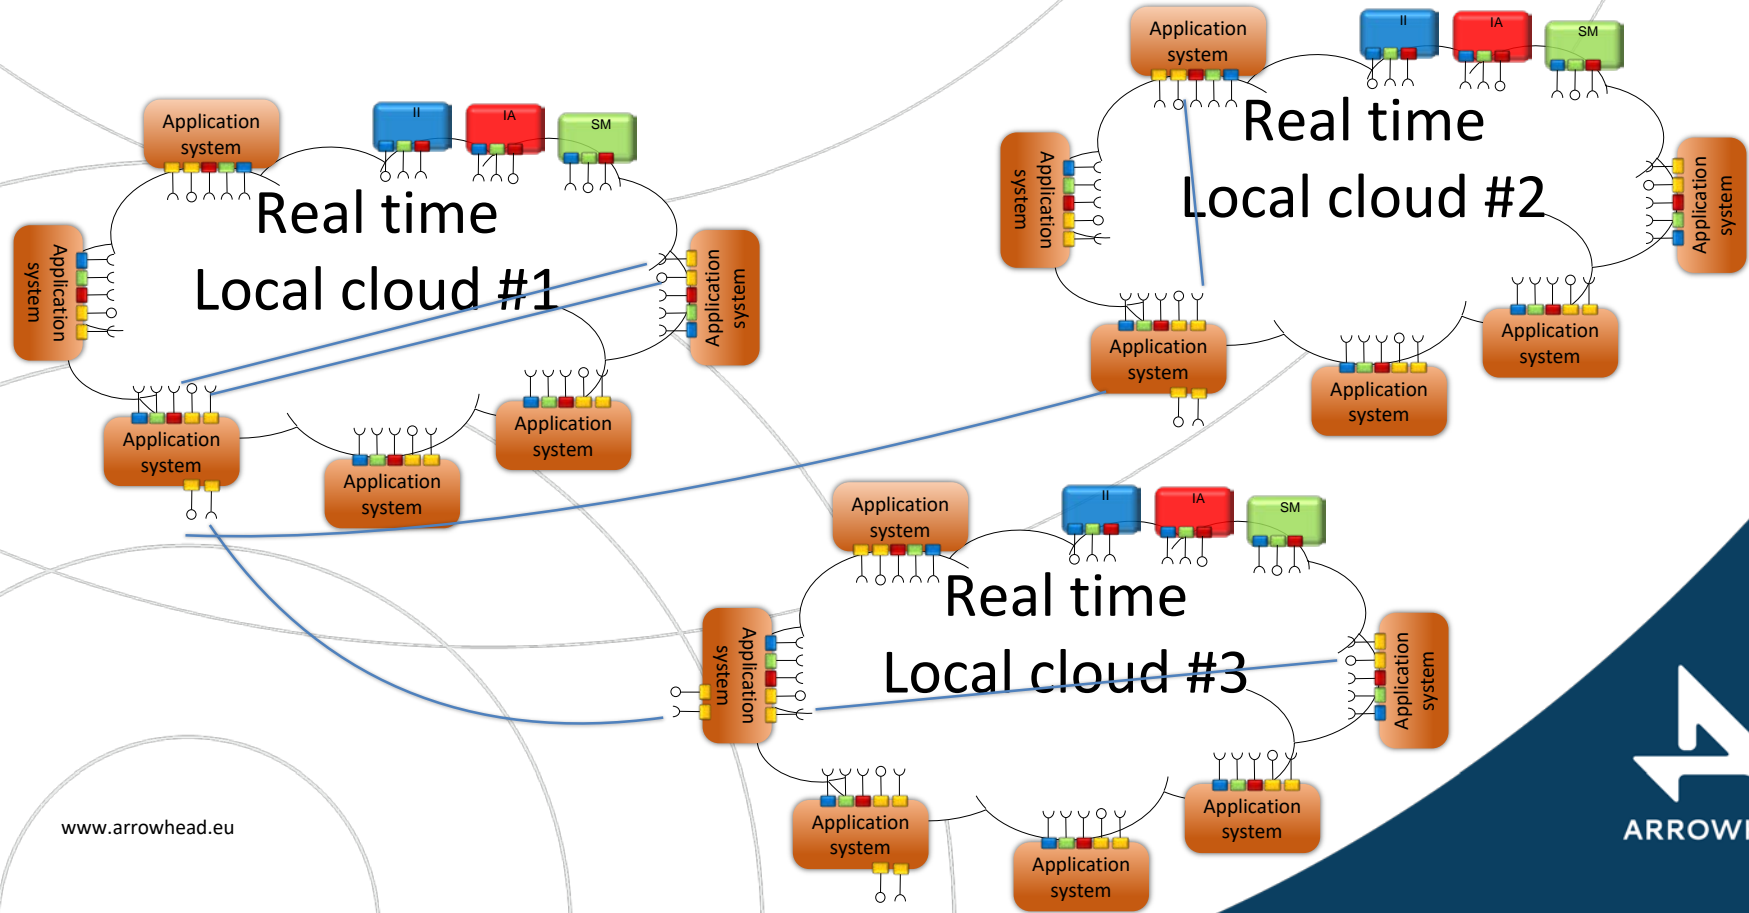 Application
system
II
IA
SM
Real time
Local cloud #1
Application
system
Application
system
Application
system
Application
system
Application
system
Application
system
II
IA
SM
Real time
Local cloud #2
Application
system
Application
system
Application
system
Application
system
Application
system
Application
system
II
IA
SM
Real time
Local cloud #3
Application
system
Application
system
Application
system
Application
system
Application
system
www.arrowhead.eu